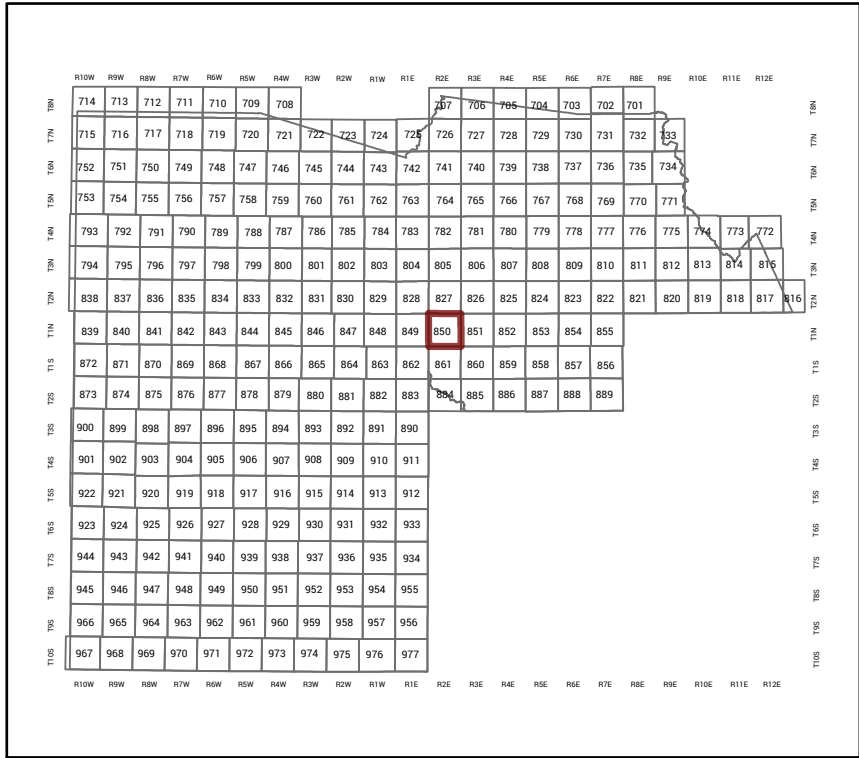 R10W R9W R8W R7W R6W R5W R4W R3W R2W R1W R1E R2E R3E R4E R5E R6E R7E R8E R9E R10E R11E R12E
T8N 714 713 712 711 710 709 708 707 706 705 704 703 702 701 T8N
T7N 715 716 717 718 719 720 721 722 723 724 725 726 727 728 729 730 731 732 733 T7N
T6N 752 751 750 749 748 747 746 745 744 743 742 741 740 739 738 737 736 735 734 T6N
T5N 753 754 755 756 757 758 759 760 761 762 763 764 765 766 767 768 769 770 771 T5N
T4N 793 792 791 790 789 788 787 786 785 784 783 782 781 780 779 778 777 776 775 774 773 772 T4N
T3N 794 795 796 797 798 799 800 801 802 803 804 805 806 807 808 809 810 811 812 813 814 815 T3N
T2N 838 837 836 835 834 833 832 831 830 829 828 827 826 825 824 823 822 821 820 819 818 817 816 T2N
T1N 839 840 841 842 843 844 845 846 847 848 849 850 851 852 853 854 855 T1N
T1S 872 871 870 869 868 867 866 865 864 863 862 861 860 859 858 857 856 T1S
T2S 873 874 875 876 877 878 879 880 881 882 883 884 885 886 887 888 889 T2S
T3S 900 899 898 897 896 895 894 893 892 891 890 T3S
T4S 901 902 903 904 905 906 907 908 909 910 911 T4S
T5S 922 921 920 919 918 917 916 915 914 913 912 T5S
T6S 923 924 925 926 927 928 929 930 931 932 933 T6S
T7S 944 943 942 941 940 939 938 937 936 935 934 T7S
T8S 945 946 947 948 949 950 951 952 953 954 955 T8S
T9S 966 965 964 963 962 961 960 959 958 957 956 T9S
T10S 967 968 969 970 971 972 973 974 975 976 977 T10S
R10W R9W R8W R7W R6W R5W R4W R3W R2W R1W R1E R2E R3E R4E R5E R6E R7E R8E R9E R10E R11E R12E